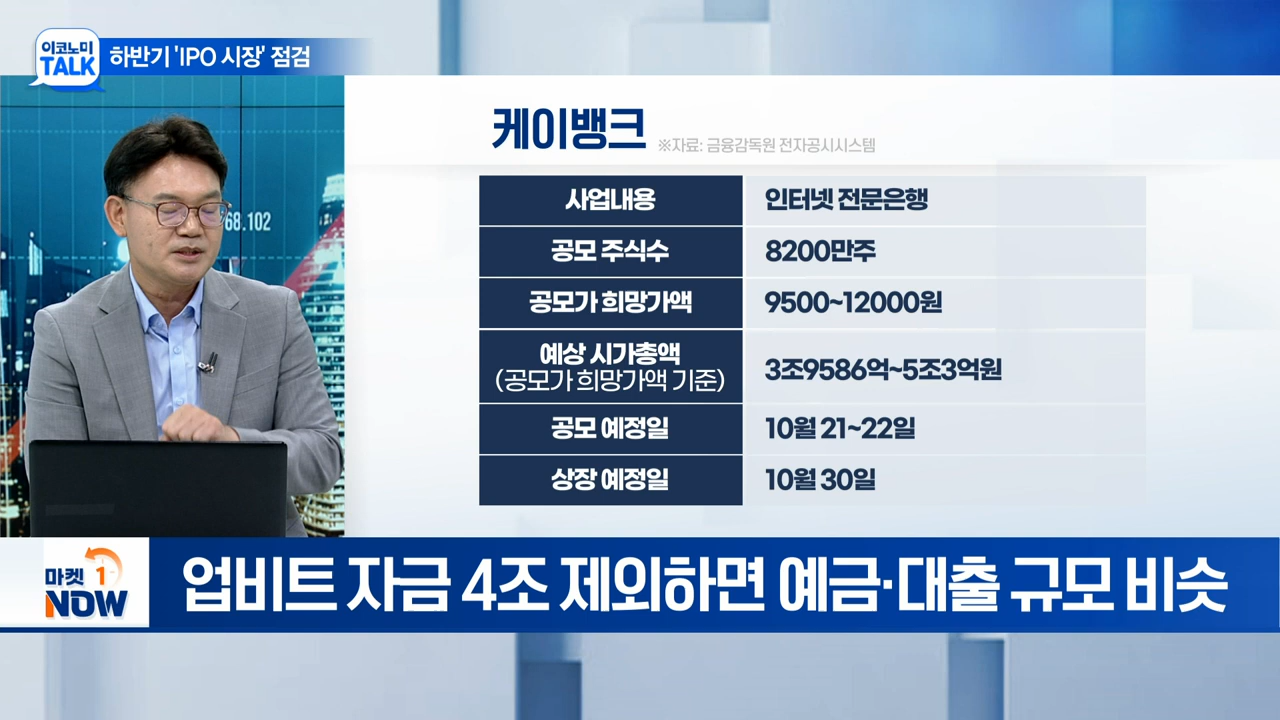 이코노미
TALK
하반기 'IPO 시장' 점검
케이뱅크 ※자료: 금융감독원 전자공시시스템
사업내용 인터넷 전문은행
공모 주식수 8200만주
공모가 희망가액 9500~12000원
예상 시가총액
(공모가 희망가액 기준) 3조9586억~5조3억원
공모 예정일 10월 21~22일
상장 예정일 10월 30일
68.102
마켓 1
NOW
업비트 자금 4조 제외하면 예금·대출 규모 비슷